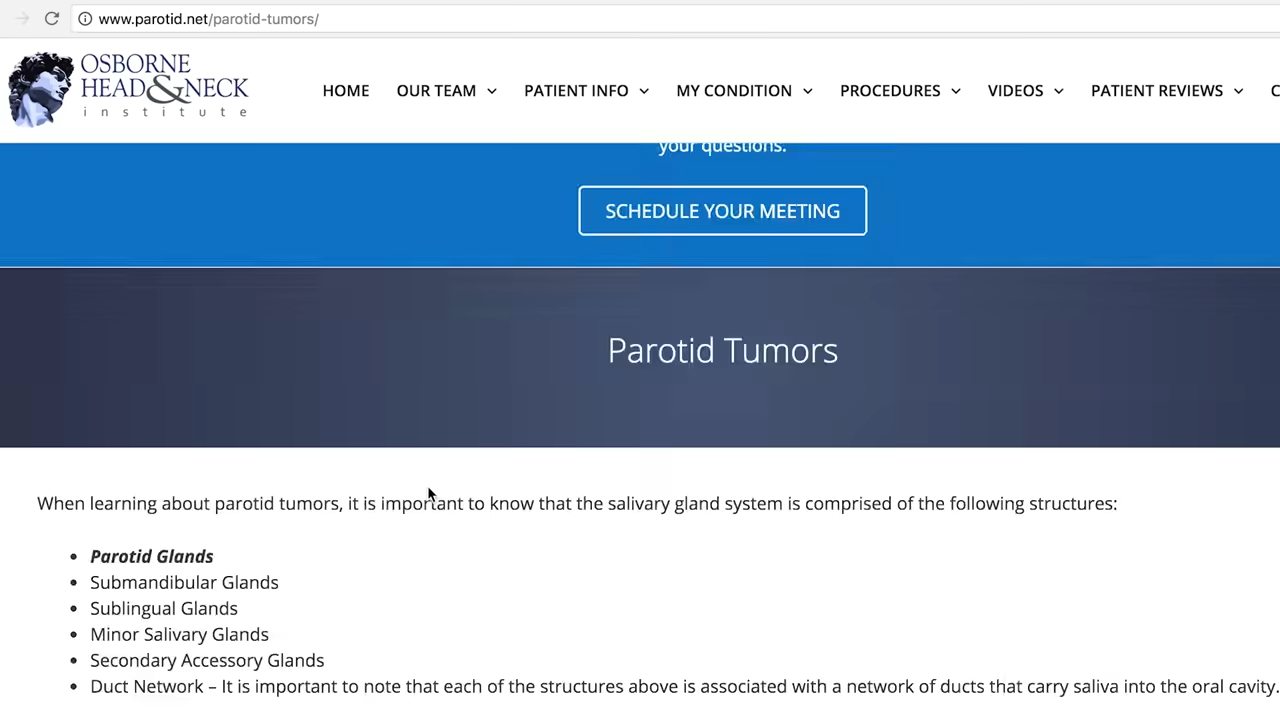 www.parotid.net/parotid-tumors/
OSBORNE
HEAD&NECK
institute
HOME OUR TEAM PATIENT INFO MY CONDITION PROCEDURES VIDEOS PATIENT REVIEWS C
your questions.
SCHEDULE YOUR MEETING
Parotid Tumors
When learning about parotid tumors, it is important to know that the salivary gland system is comprised of the following structures:
• Parotid Glands
• Submandibular Glands
• Sublingual Glands
• Minor Salivary Glands
• Secondary Accessory Glands
• Duct Network – It is important to note that each of the structures above is associated with a network of ducts that carry saliva into the oral cavity.